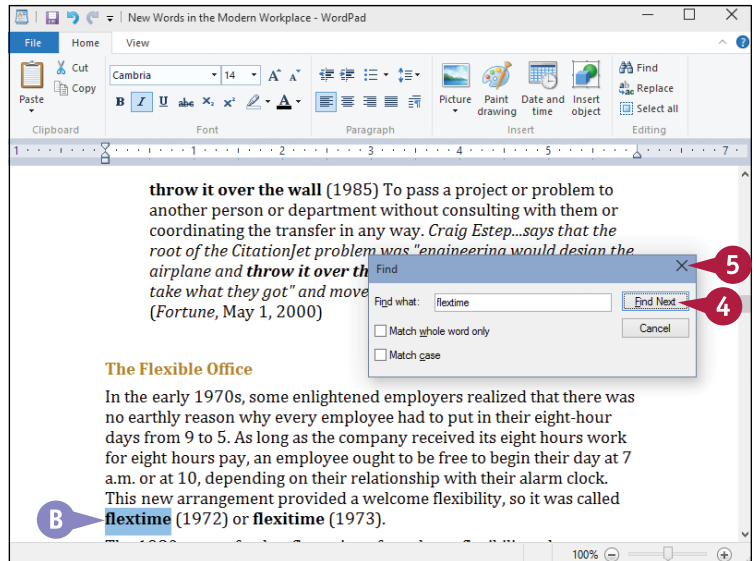 New Words in the Modern Workplace - WordPad
File Home View
Paste
Cut
Copy
Clipboard
Cambria 14 A A
B I U abc X₂ X² A
Font
Paragraph
Picture
Paint drawing
Date and time
Insert object
Insert
Find
Replace
Select all
Editing
1 1 2 3 4 5 7
throw it over the wall (1985) To pass a project or problem to
another person or department without consulting with them or
coordinating the transfer in any way. Craig Estep...says that the
root of the CitationJet problem was "engineering would design the
airplane and throw it over th
take what they got" and move
(Fortune, May 1, 2000)
Find
5
Find what: flextime Find Next
4
Match whole word only Cancel
Match case
The Flexible Office
In the early 1970s, some enlightened employers realized that there was
no earthly reason why every employee had to put in their eight-hour
days from 9 to 5. As long as the company received its eight hours work
for eight hours pay, an employee ought to be free to begin their day at 7
a.m. or at 10, depending on their relationship with their alarm clock.
This new arrangement provided a welcome flexibility, so it was called
B flextime (1972) or flexitime (1973).
100%